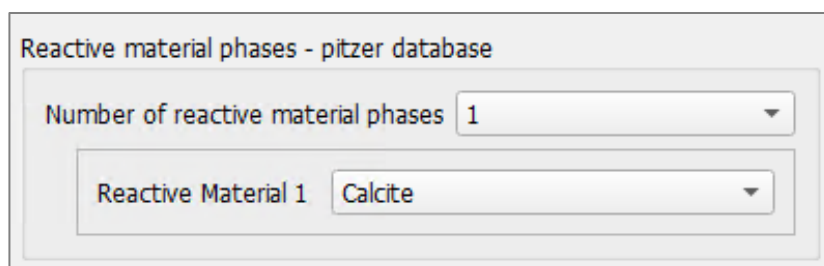 Reactive material phases - pitzer database
Number of reactive material phases 1
Reactive Material 1 Calcite